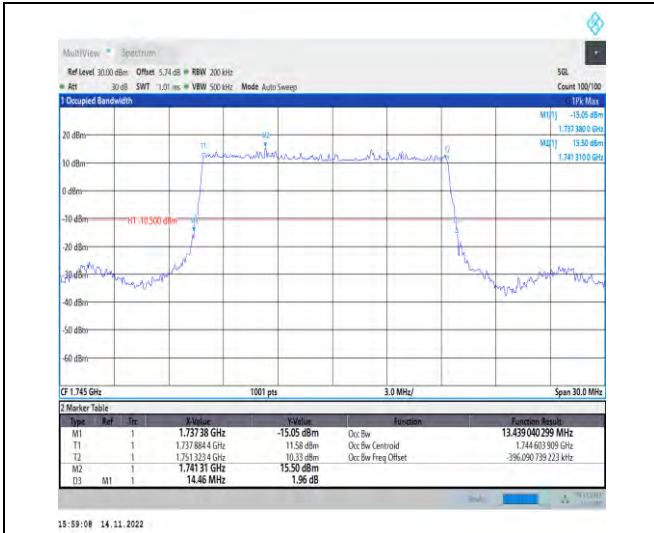 MultiView Spectrum
Ref Level 30.00 dBm Offset 5.74 dB RBW 200 kHz SGL
Att 30 dB SWT 1.01 ms VBW 500 kHz Mode Auto Sweep Count 100/100
1 Occupied Bandwidth 1Pk Max
M1[1] -15.05 dBm
1.737 380 0 GHz
M2[1] 15.50 dBm
1.741 310 0 GHz
20 dBm
T1 M2 T2
10 dBm
0 dBm
-10 dBm H1 -10.500 dBm
-20 dBm
-30 dBm
-40 dBm
-50 dBm
-60 dBm
CF 1.745 GHz 1001 pts 3.0 MHz/ Span 30.0 MHz
2 Marker Table
Type Ref Trc X-Value Y-Value Function Function Result
M1 1 1.737 38 GHz -15.05 dBm Occ Bw 13.439 040 299 MHz
T1 1 1.737 884 4 GHz 11.58 dBm Occ Bw Centroid 1.744 603 909 GHz
T2 1 1.751 323 4 GHz 10.33 dBm Occ Bw Freq Offset -396.090 739 223 kHz
M2 1 1.741 31 GHz 15.50 dBm
D3 M1 1 14.46 MHz 1.96 dB
15:59:08 14.11.2022